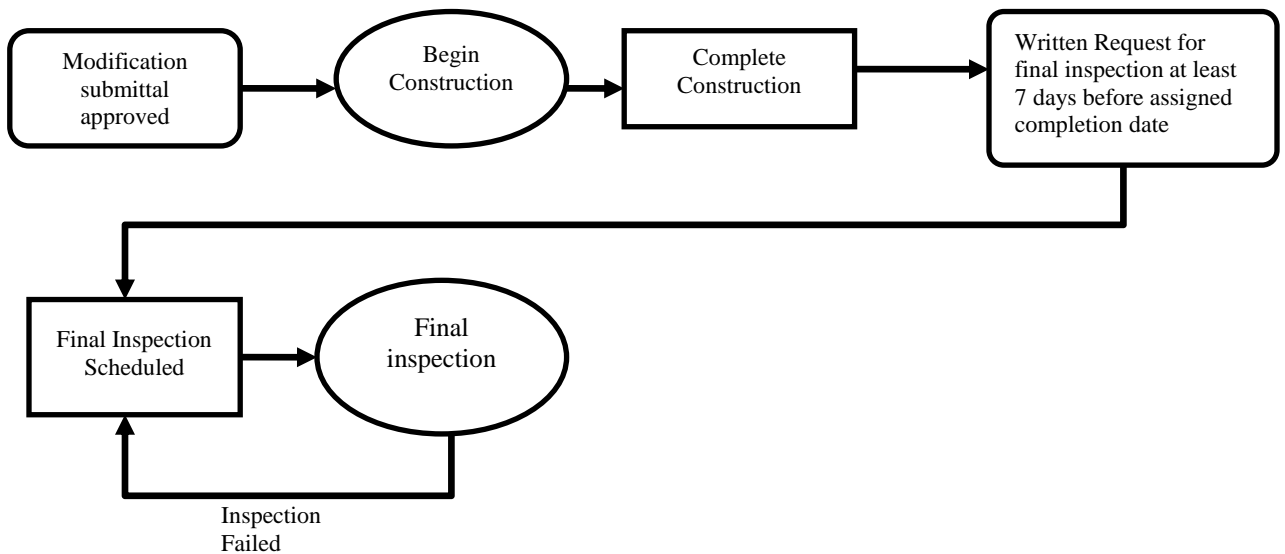 Modification
submittal
approved
Begin
Construction
Complete
Construction
Written Request for
final inspection at least
7 days before assigned
completion date
Final Inspection
Scheduled
Final
inspection
Inspection
Failed